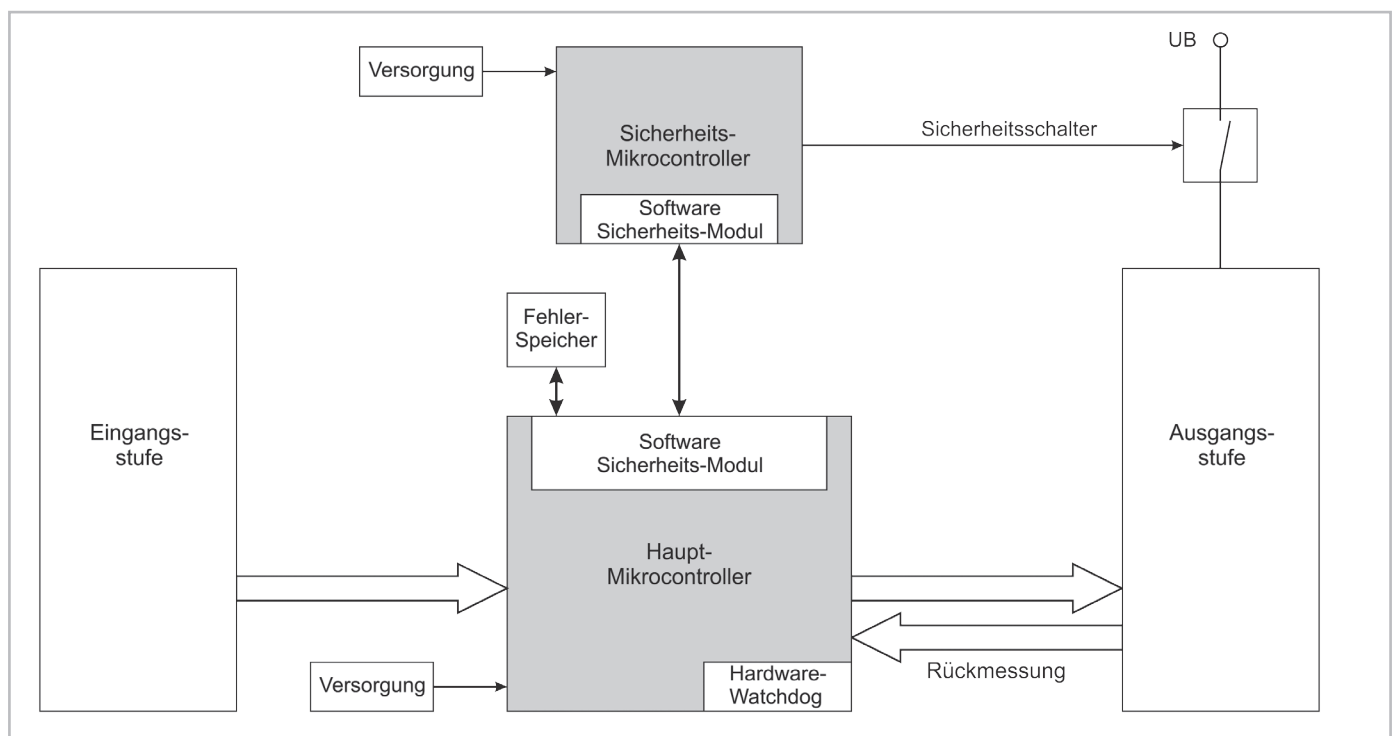 UB
Versorgung
Sicherheits-
Mikrocontroller
Sicherheitsschalter
Software
Sicherheits-Modul
Fehler-
Speicher
Eingangs-
stufe
Software
Sicherheits-Modul
Ausgangs-
stufe
Haupt-
Mikrocontroller
Versorgung
Hardware-
Watchdog
Rückmessung